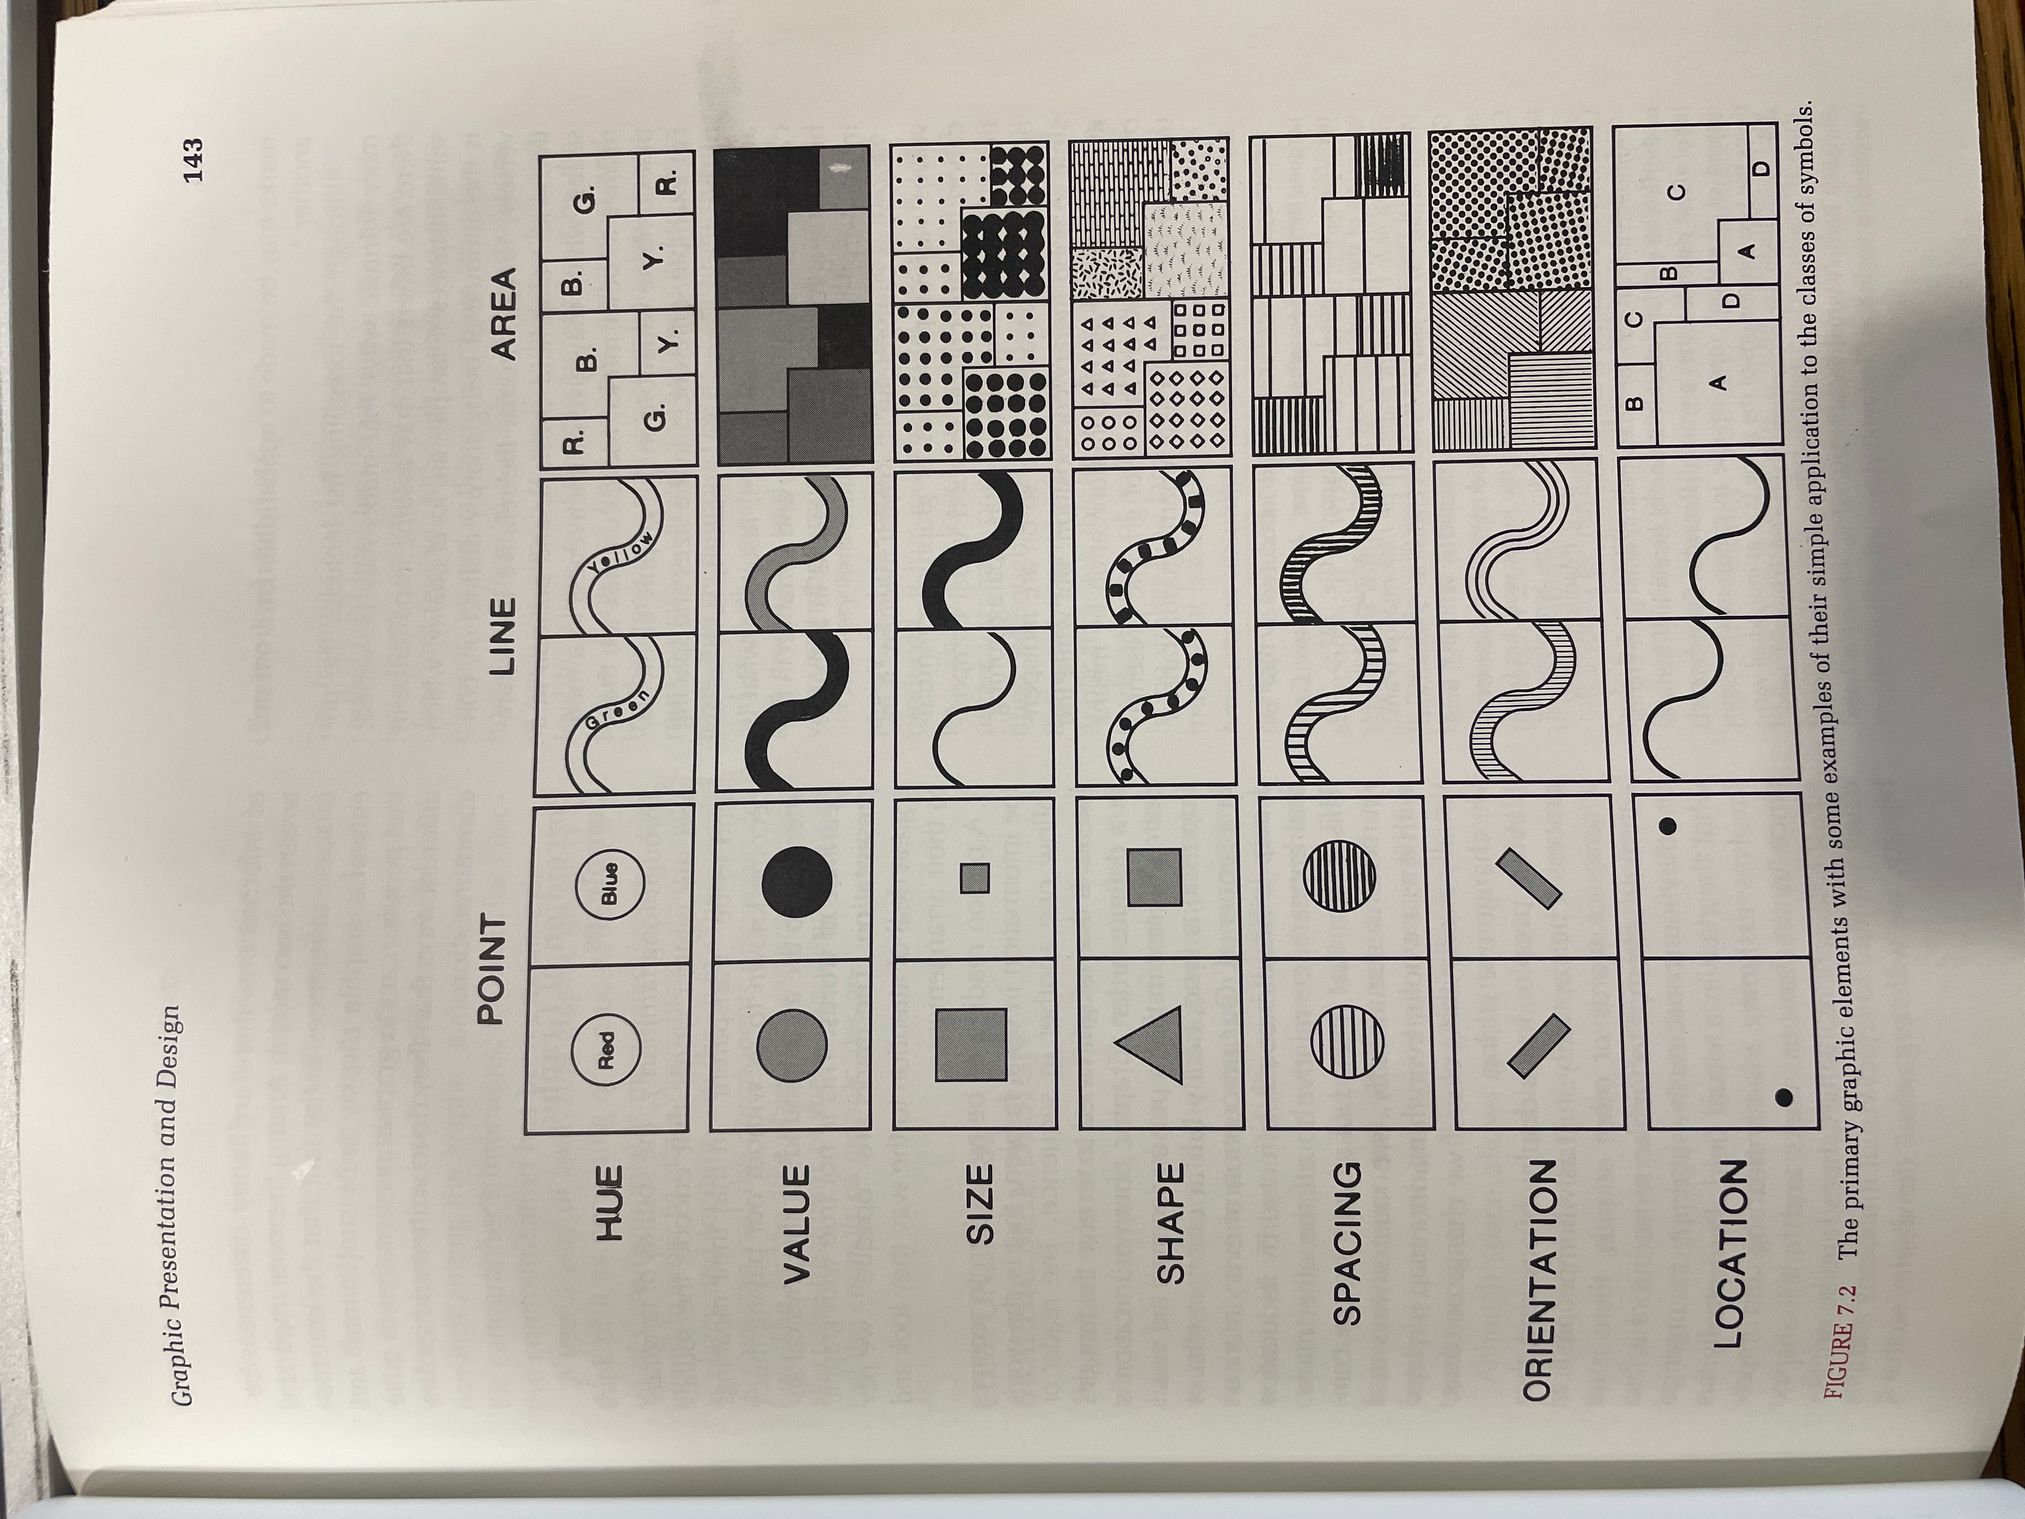 Graphic Presentation and Design
143
POINT LINE AREA
HUE Red Blue Green Yellow R. B. B. G.
G. Y. Y. R.
VALUE
SIZE
SHAPE
SPACING
ORIENTATION
LOCATION B C B C
A D A D
FIGURE 7.2 The primary graphic elements with some examples of their simple application to the classes of symbols.